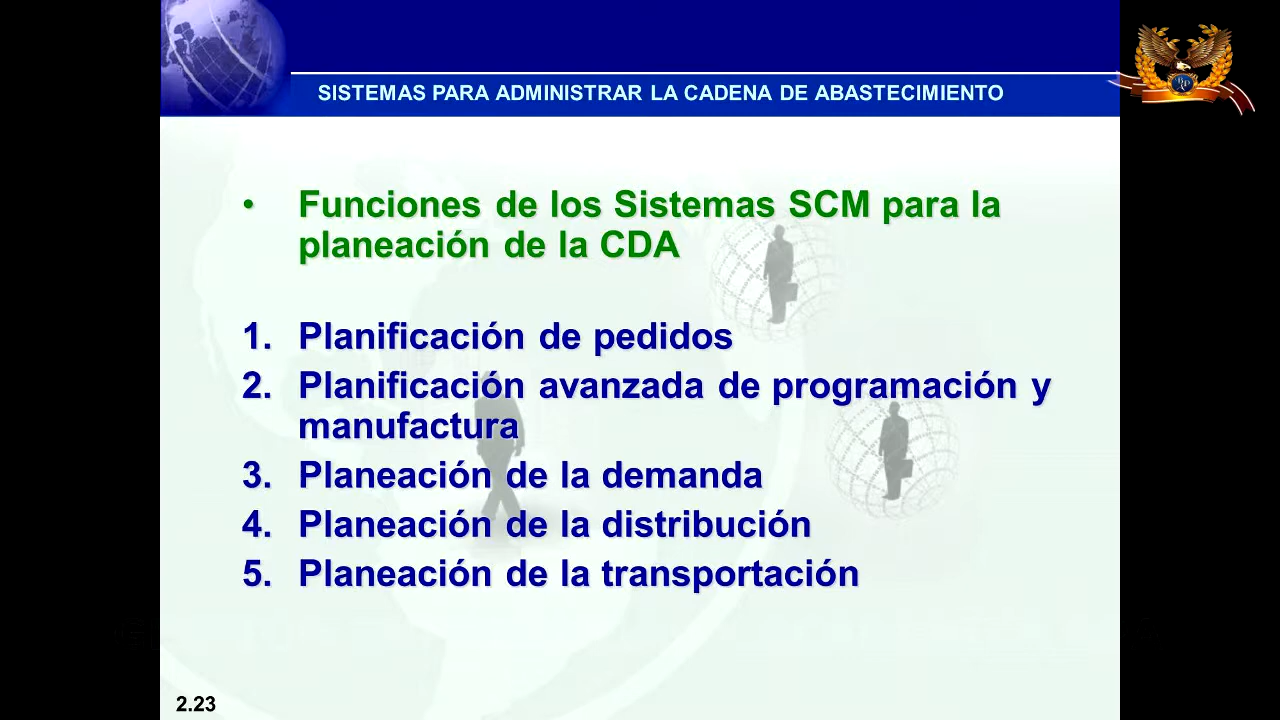 SISTEMAS PARA ADMINISTRAR LA CADENA DE ABASTECIMIENTO
• Funciones de los Sistemas SCM para la
planeación de la CDA
1. Planificación de pedidos
2. Planificación avanzada de programación y
manufactura
3. Planeación de la demanda
4. Planeación de la distribución
5. Planeación de la transportación
2.23